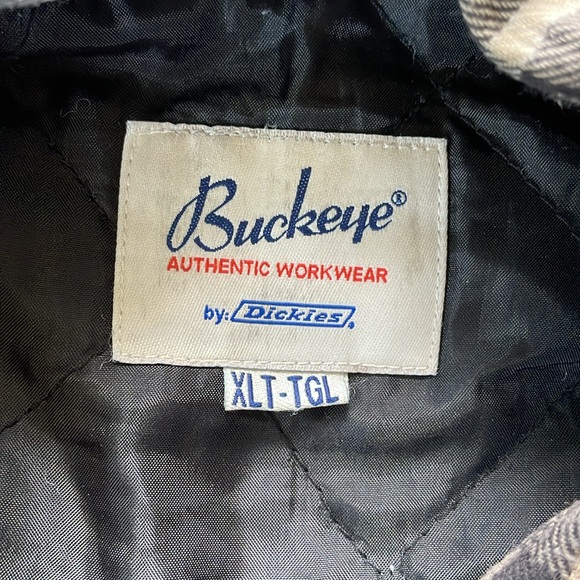 Buckeye®
AUTHENTIC WORKWEAR
by: Dickies®
XLT-TGL